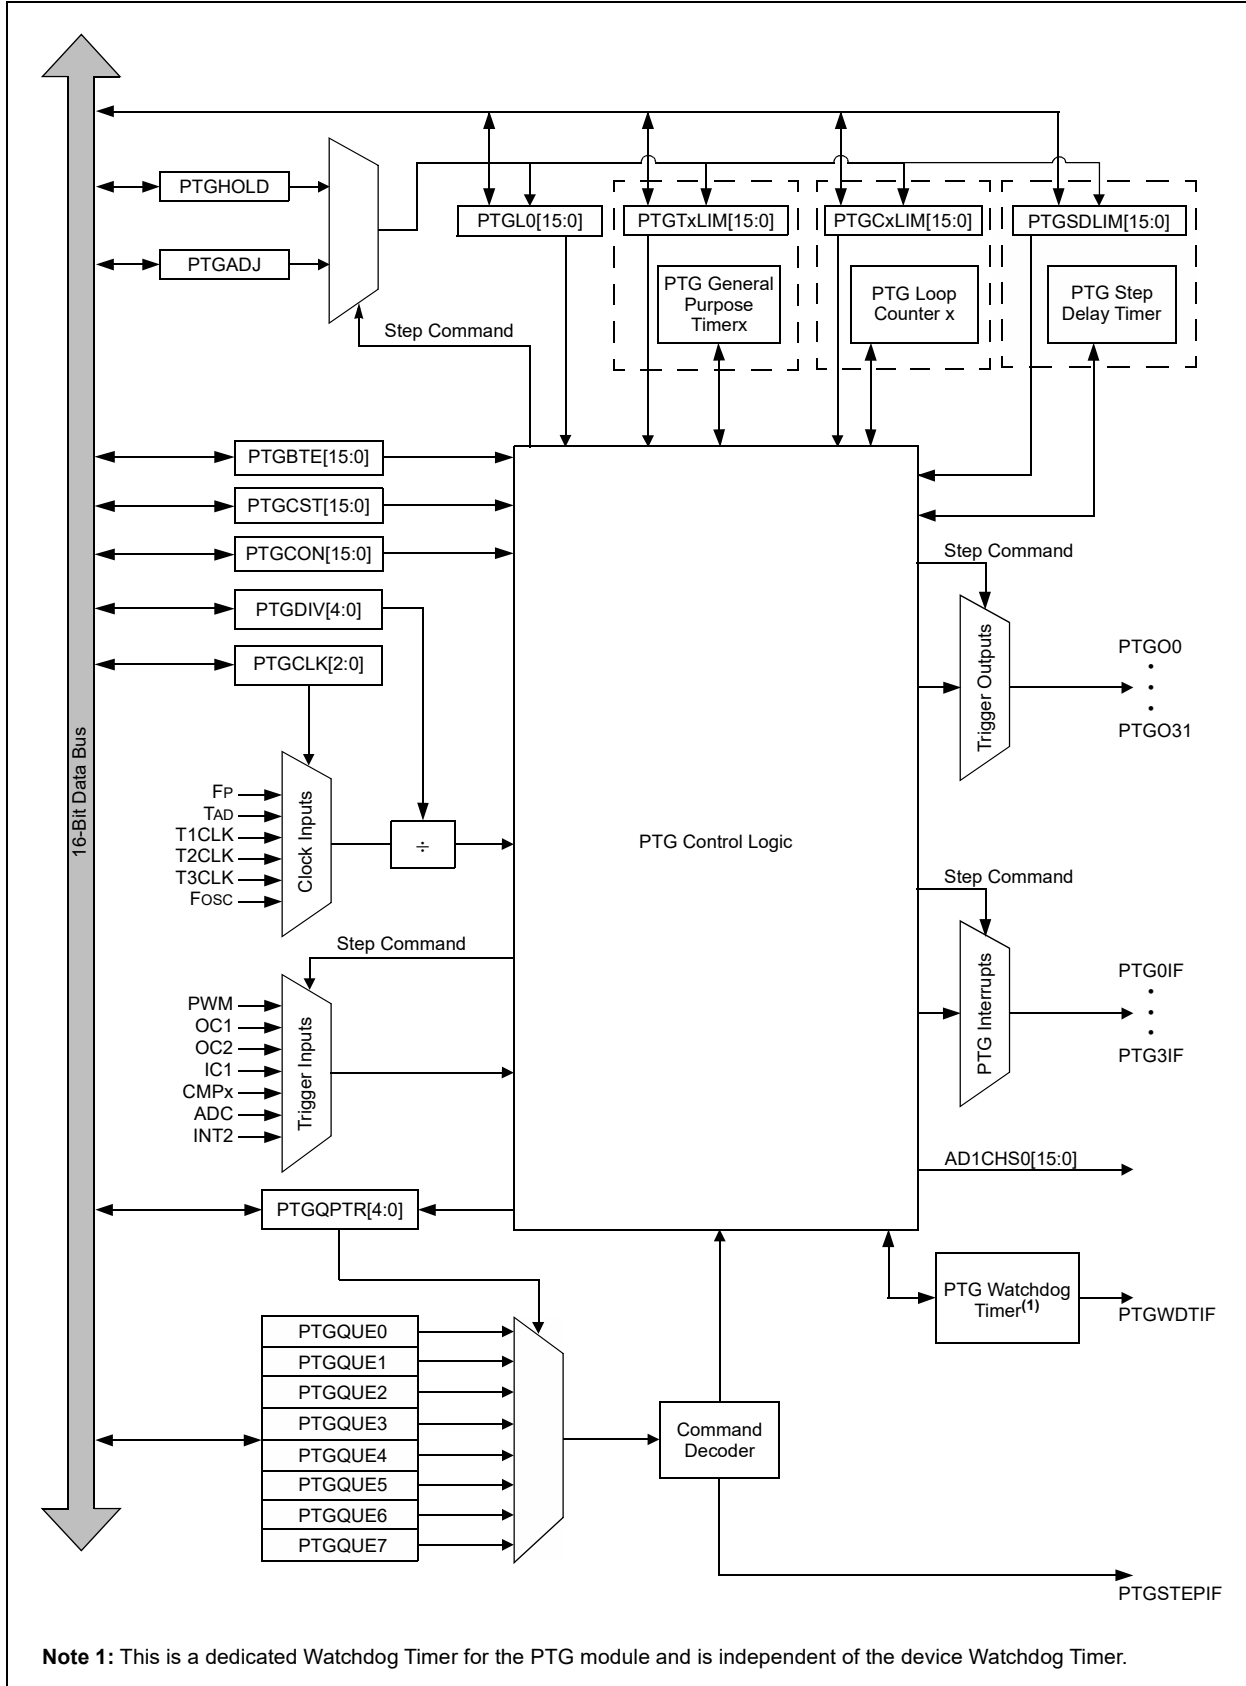 PTGHOLD
PTGADJ
PTGL0[15:0]
PTGTxLIM[15:0]
PTGCxLIM[15:0]
PTGSDLIM[15:0]
PTG General
Purpose
Timerx
PTG Loop
Counter x
PTG Step
Delay Timer
Step Command
PTGBTE[15:0]
PTGCST[15:0]
PTGCON[15:0]
PTGDIV[4:0]
PTGCLK[2:0]
16-Bit Data Bus
FP
TAD
T1CLK
T2CLK
T3CLK
FOSC
Clock Inputs
÷
PTG Control Logic
Step Command
Trigger Outputs
PTGO0
•
•
•
PTGO31
Step Command
PWM
OC1
OC2
IC1
CMPx
ADC
INT2
Trigger Inputs
Step Command
PTG Interrupts
PTG0IF
•
•
•
PTG3IF
AD1CHS0[15:0]
PTGQPTR[4:0]
PTG Watchdog
Timer(1)
PTGWDTIF
PTGQUE0
PTGQUE1
PTGQUE2
PTGQUE3
PTGQUE4
PTGQUE5
PTGQUE6
PTGQUE7
Command
Decoder
PTGSTEPIF
Note 1: This is a dedicated Watchdog Timer for the PTG module and is independent of the device Watchdog Timer.